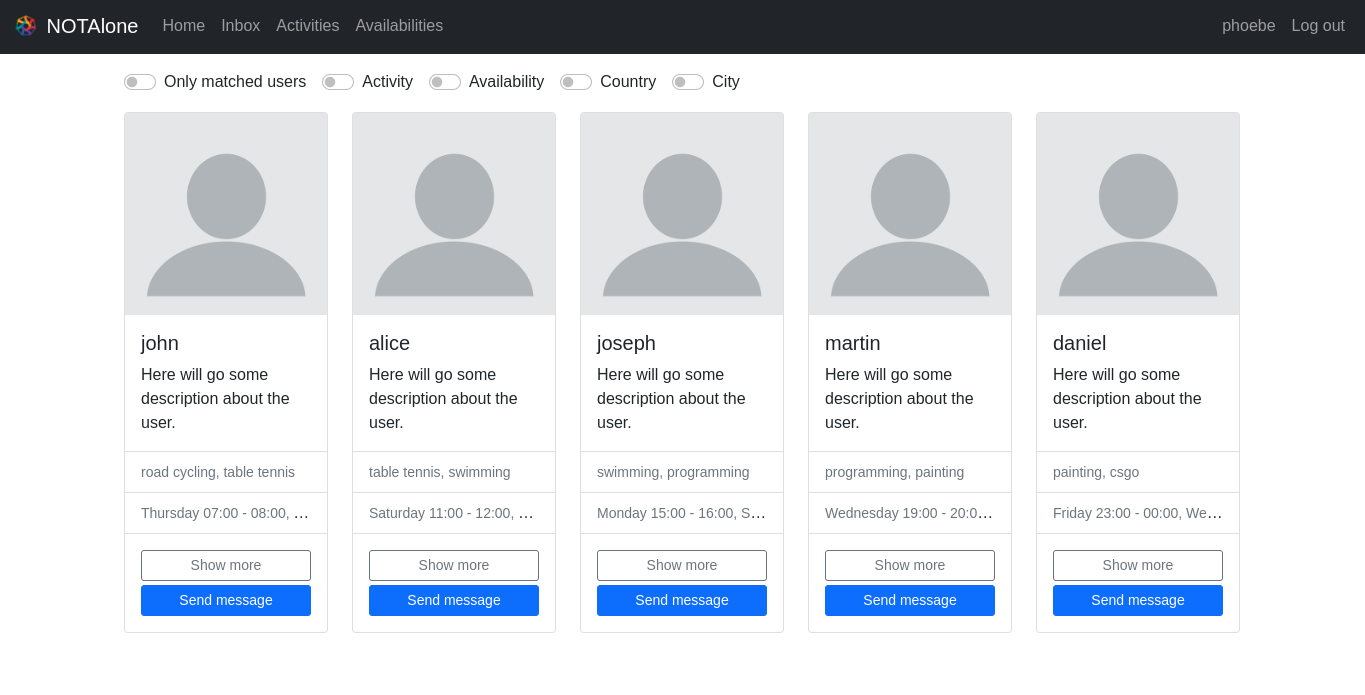 NOTAlone Home Inbox Activities Availabilities phoebe Log out
Only matched users Activity Availability Country City
john
Here will go some
description about the
user.
road cycling, table tennis
Thursday 07:00 - 08:00, ...
Show more
Send message
alice
Here will go some
description about the
user.
table tennis, swimming
Saturday 11:00 - 12:00, ...
Show more
Send message
joseph
Here will go some
description about the
user.
swimming, programming
Monday 15:00 - 16:00, S...
Show more
Send message
martin
Here will go some
description about the
user.
programming, painting
Wednesday 19:00 - 20:0...
Show more
Send message
daniel
Here will go some
description about the
user.
painting, csgo
Friday 23:00 - 00:00, We...
Show more
Send message